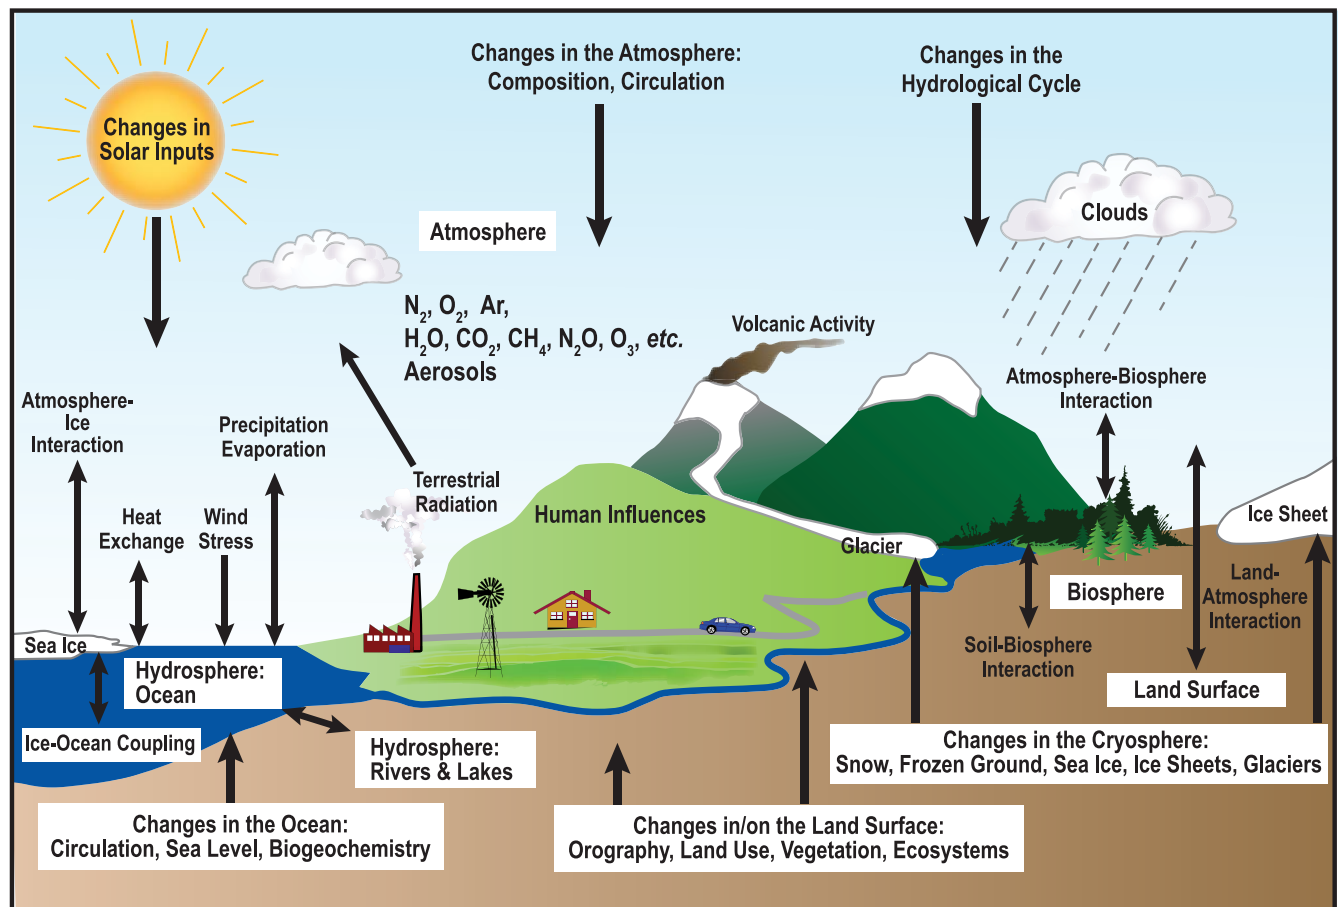 Changes in the Atmosphere:
Composition, Circulation
Changes in the
Hydrological Cycle
Changes in
Solar Inputs
Clouds
Atmosphere
N₂, O₂, Ar,
H₂O, CO₂, CH₄, N₂O, O₃, etc.
Aerosols
Volcanic Activity
Atmosphere-Biosphere
Interaction
Atmosphere-
Ice
Interaction
Precipitation
Evaporation
Terrestrial
Radiation
Heat
Exchange
Wind
Stress
Human Influences
Glacier
Ice Sheet
Biosphere
Land-
Atmosphere
Interaction
Soil-Biosphere
Interaction
Sea Ice
Hydrosphere:
Ocean
Land Surface
Ice-Ocean Coupling
Hydrosphere:
Rivers & Lakes
Changes in the Cryosphere:
Snow, Frozen Ground, Sea Ice, Ice Sheets, Glaciers
Changes in the Ocean:
Circulation, Sea Level, Biogeochemistry
Changes in/on the Land Surface:
Orography, Land Use, Vegetation, Ecosystems